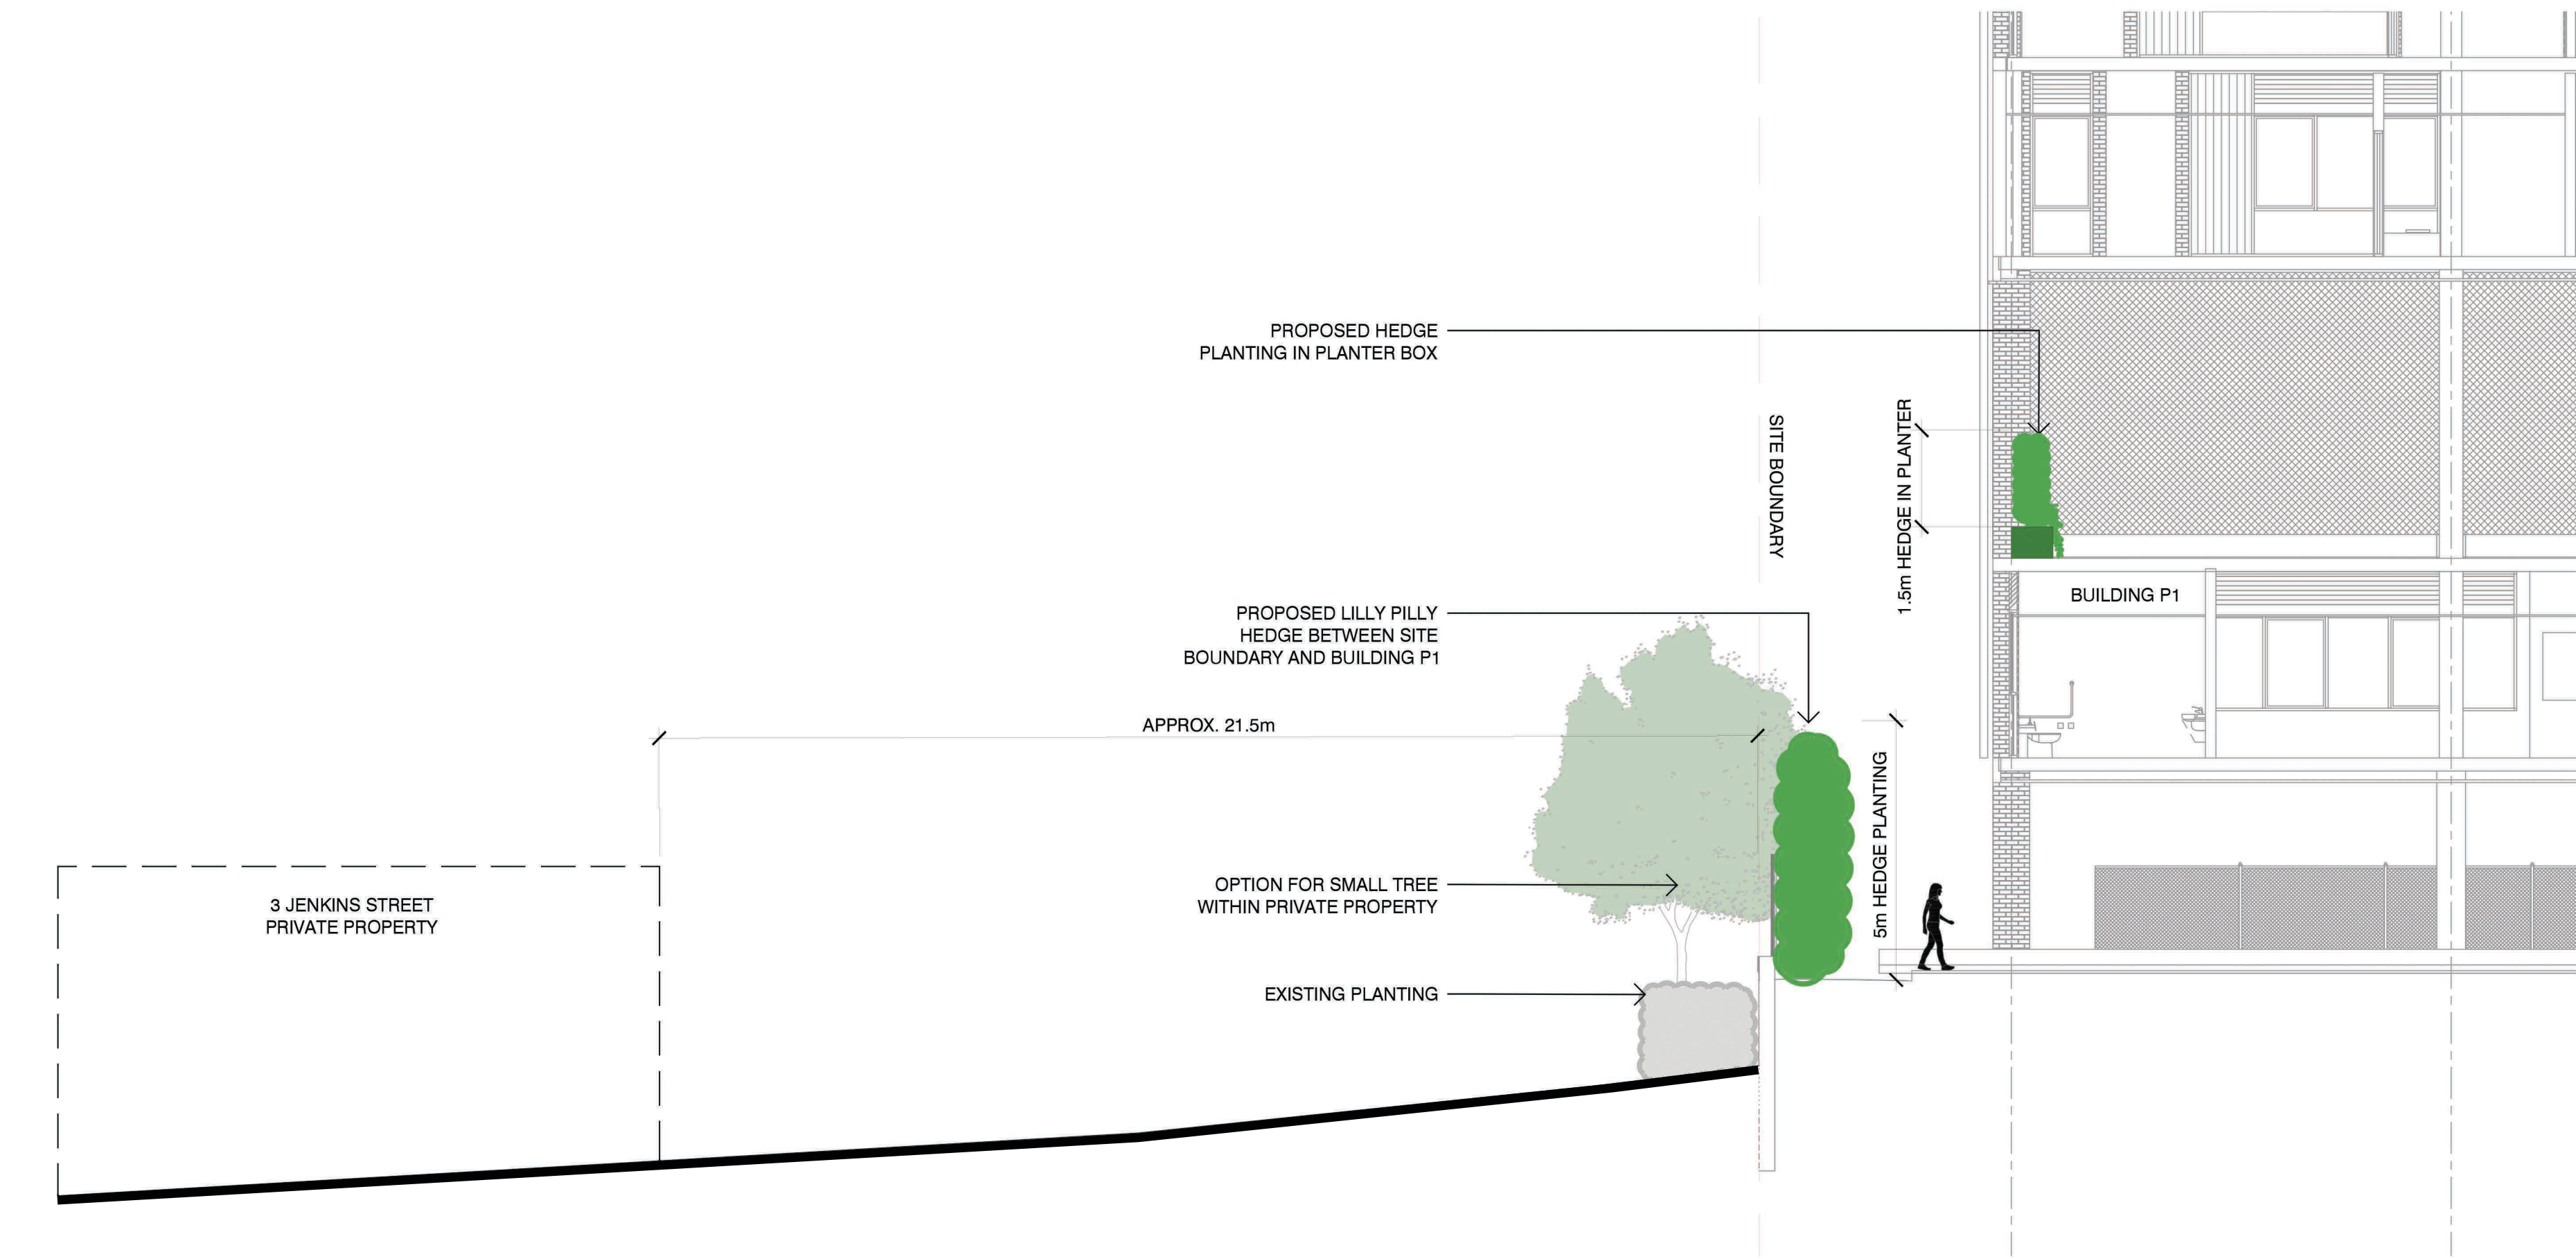 PROPOSED HEDGE
PLANTING IN PLANTER BOX
SITE BOUNDARY
1.5m HEDGE IN PLANTER
BUILDING P1
PROPOSED LILLY PILLY
HEDGE BETWEEN SITE
BOUNDARY AND BUILDING P1
APPROX. 21.5m
5m HEDGE PLANTING
3 JENKINS STREET
PRIVATE PROPERTY
OPTION FOR SMALL TREE
WITHIN PRIVATE PROPERTY
EXISTING PLANTING